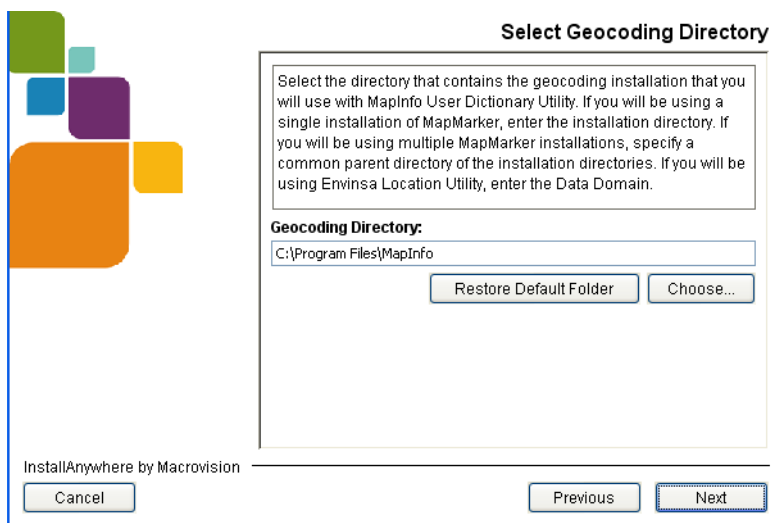 Select Geocoding Directory
Select the directory that contains the geocoding installation that you
will use with MapInfo User Dictionary Utility. If you will be using a
single installation of MapMarker, enter the installation directory. If
you will be using multiple MapMarker installations, specify a
common parent directory of the installation directories. If you will be
using Envinsa Location Utility, enter the Data Domain.
Geocoding Directory:
C:\Program Files\MapInfo
Restore Default Folder
Choose...
InstallAnywhere by Macrovision
Cancel
Previous
Next